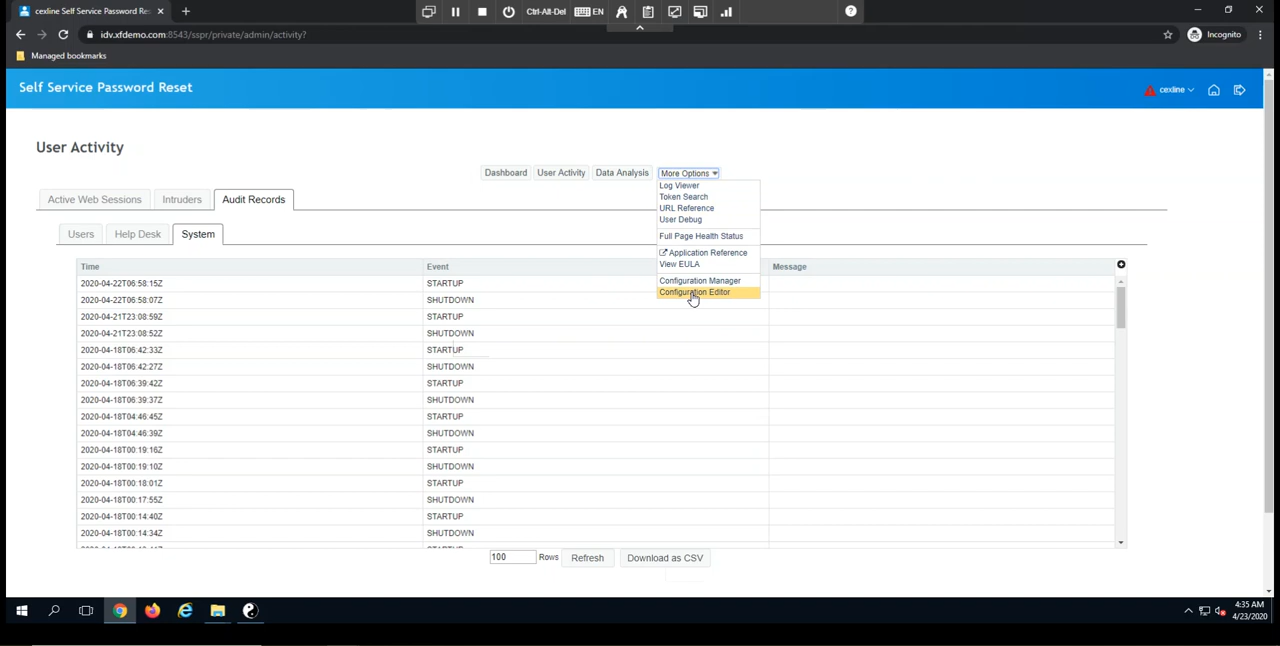 cexline Self Service Password Re
Ctrl-Alt-Del
EN
idv.xfdemo.com:8543/sspr/private/admin/activity?
Incognito
Managed bookmarks
Self Service Password Reset
cexline
User Activity
Dashboard User Activity Data Analysis More Options
Log Viewer
Token Search
URL Reference
User Debug
Full Page Health Status
Application Reference
View EULA
Configuration Manager
Configuration Editor
Active Web Sessions Intruders Audit Records
Users Help Desk System
Time Event Message
2020-04-22T06:58:15Z STARTUP
2020-04-22T06:58:07Z SHUTDOWN
2020-04-21T23:08:59Z STARTUP
2020-04-21T23:08:52Z SHUTDOWN
2020-04-18T06:42:33Z STARTUP
2020-04-18T06:42:27Z SHUTDOWN
2020-04-18T06:39:42Z STARTUP
2020-04-18T06:39:37Z SHUTDOWN
2020-04-18T04:46:45Z STARTUP
2020-04-18T04:46:39Z SHUTDOWN
2020-04-18T00:19:16Z STARTUP
2020-04-18T00:19:10Z SHUTDOWN
2020-04-18T00:18:01Z STARTUP
2020-04-18T00:17:55Z SHUTDOWN
2020-04-18T00:14:40Z STARTUP
2020-04-18T00:14:34Z SHUTDOWN
100 Rows Refresh Download as CSV
4:35 AM
4/23/2020